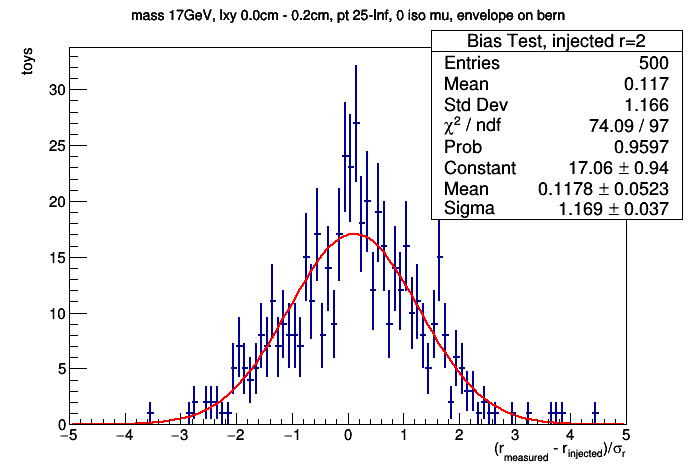 mass 17GeV, lxy 0.0cm - 0.2cm, pt 25-Inf, 0 iso mu, envelope on bern
Bias Test, injected r=2
Entries 500
Mean 0.117
Std Dev 1.166
χ² / ndf 74.09 / 97
Prob 0.9597
Constant 17.06 ± 0.94
Mean 0.1178 ± 0.0523
Sigma 1.169 ± 0.037
toys
30
25
20
15
10
5
0
−5 −4 −3 −2 −1 0 1 2 3 4 5
(r_measured - r_injected)/σ_r